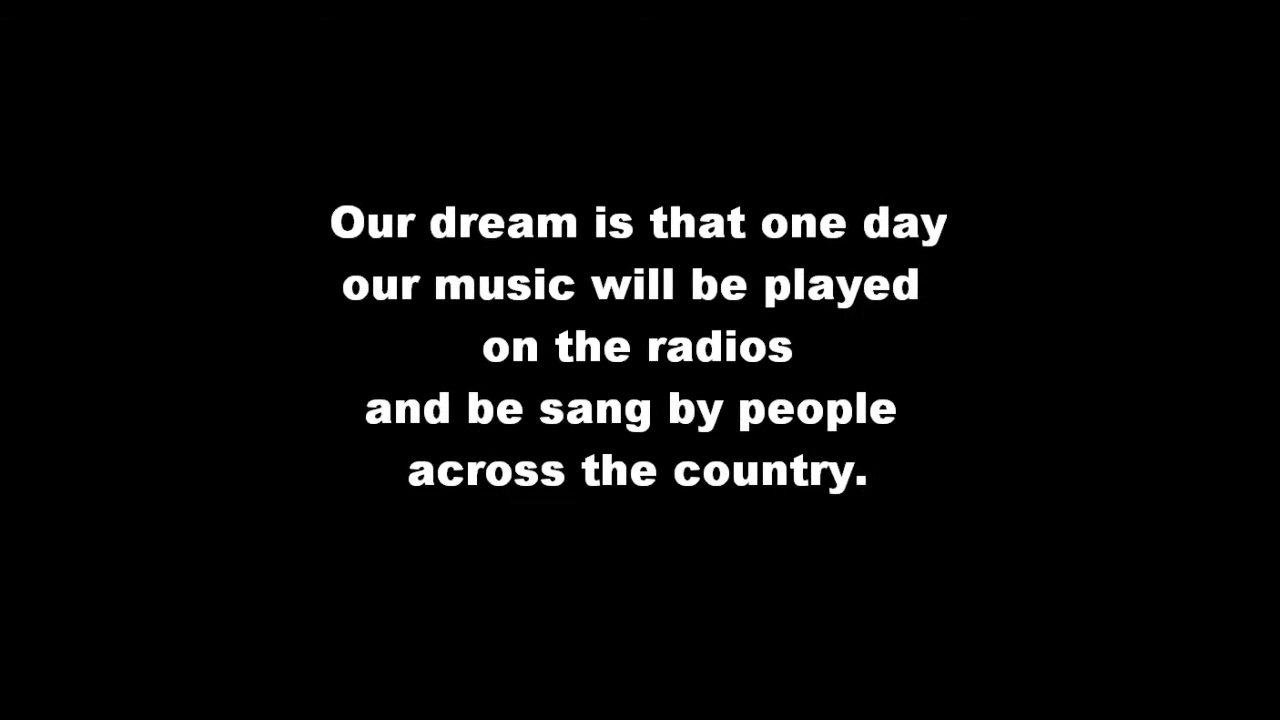 Our dream is that one day
our music will be played
on the radios
and be sang by people
across the country.